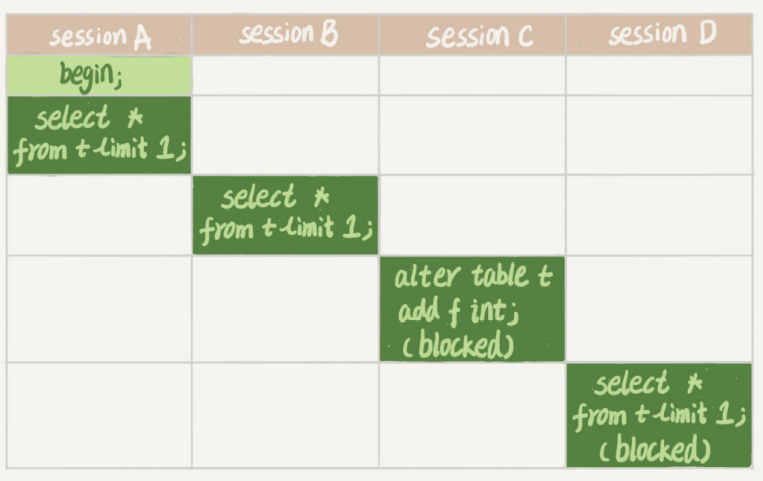 session A
session B
session C
session D
begin;
select *
from t limit 1;
select *
from t limit 1;
alter table t
add f int;
(blocked)
select *
from t limit 1;
(blocked)